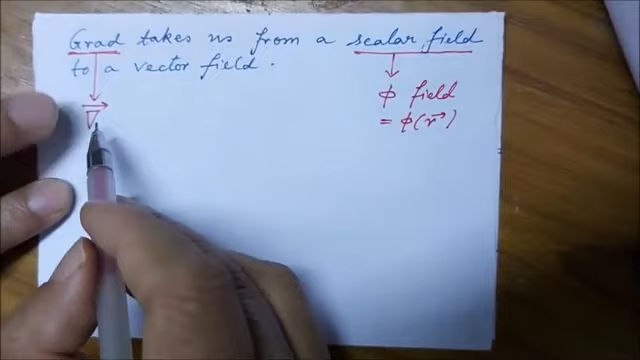 Grad takes us from a scalar field
to a vector field.
∇⃗
ϕ field
= ϕ(r⃗)